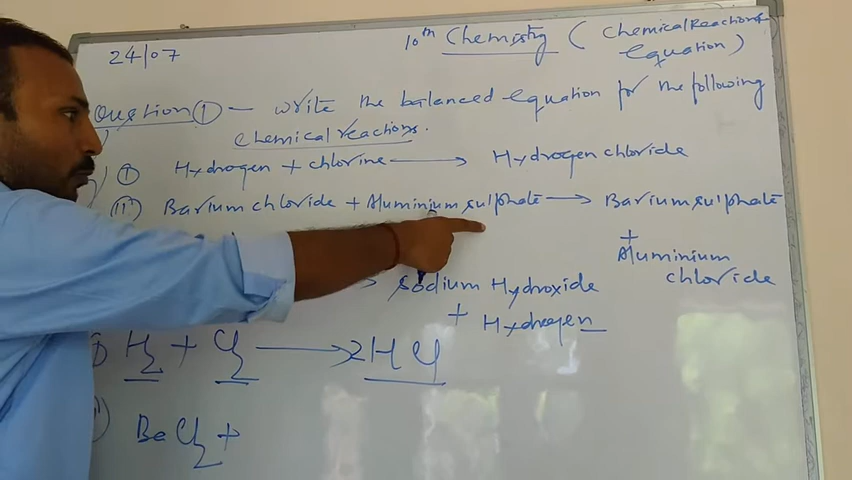 24/07
10th Chemistry ( Chemical Reactions
equation )
Question ① — write the balanced equation for the following
chemical reactions.
① Hydrogen + chlorine → Hydrogen chloride
(ii) Barium chloride + Aluminium sulphate → Barium sulphate
+
Aluminium
chloride
→ sodium Hydroxide
+ Hydrogen
H2 + Cl2 → 2HCl
BaCl2 +